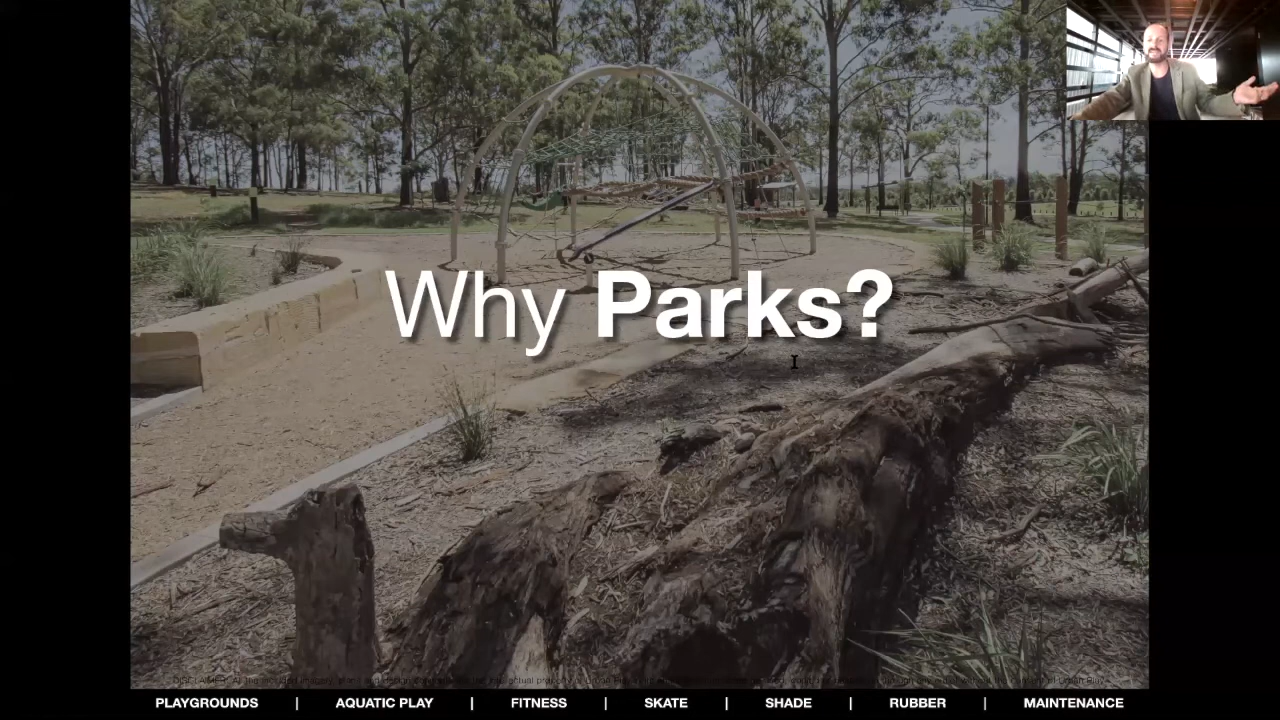 Why Parks?
PLAYGROUNDS | AQUATIC PLAY | FITNESS | SKATE | SHADE | RUBBER | MAINTENANCE